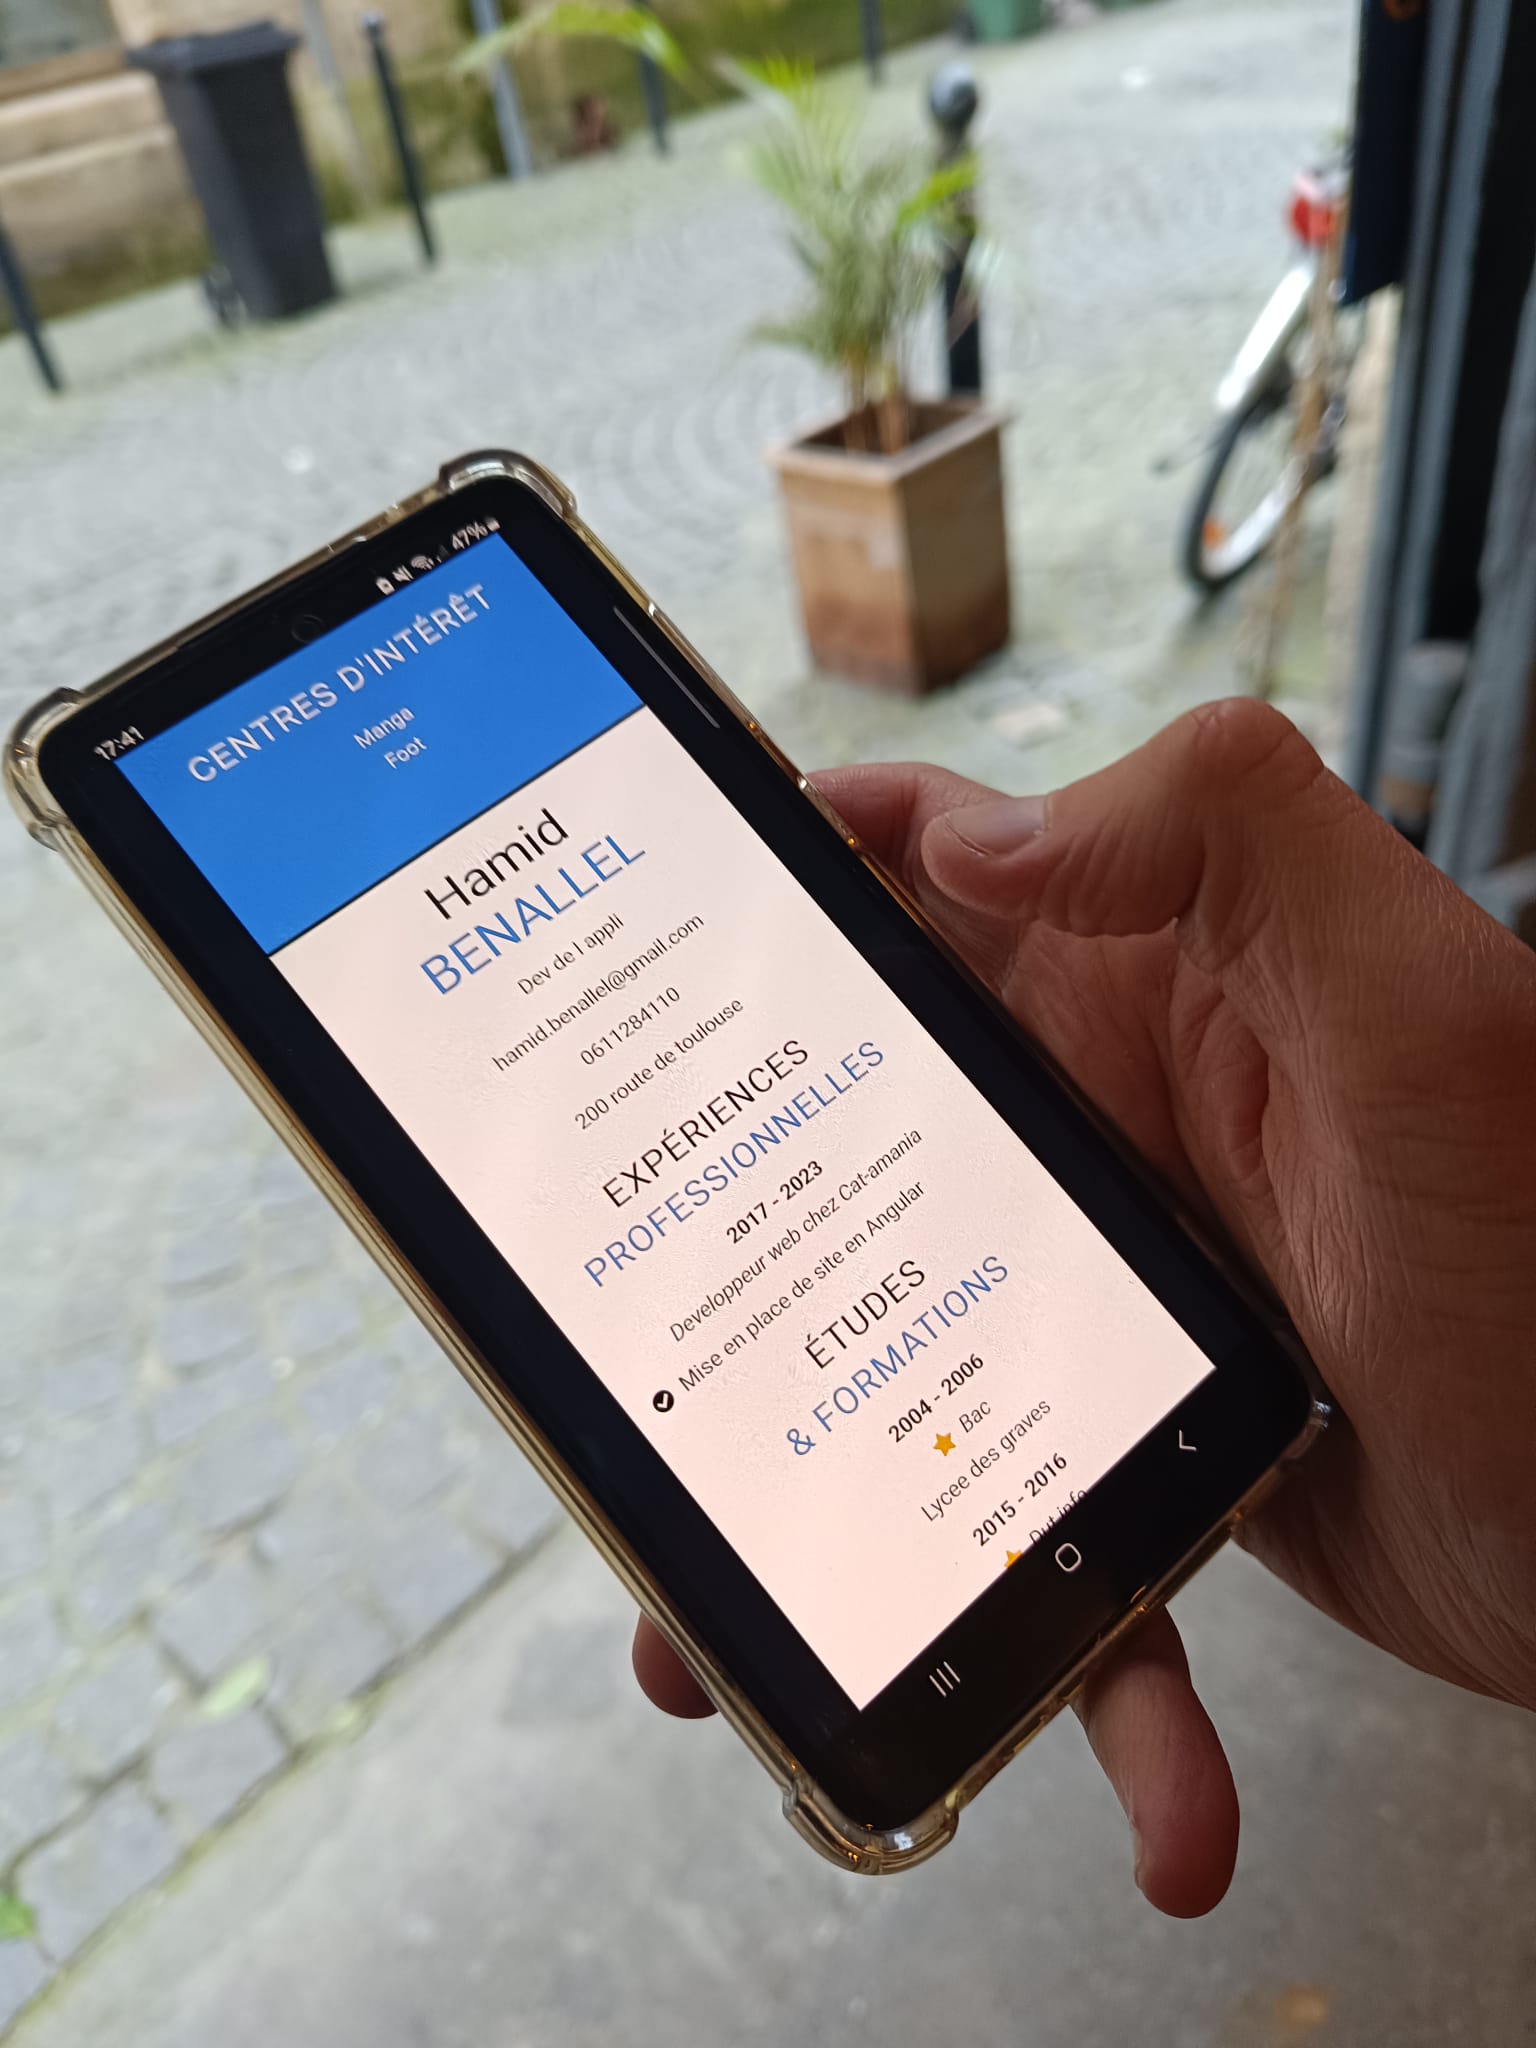 17:41
47%
CENTRES D'INTÉRÊT
Manga
Foot
Hamid
BENALLEL
Dev de l appli
hamid.benallel@gmail.com
0611284110
200 route de toulouse
EXPÉRIENCES
PROFESSIONNELLES
2017 - 2023
Developpeur web chez Cat-amania
Mise en place de site en Angular
ÉTUDES
& FORMATIONS
2004 - 2006
Bac
Lycee des graves
2015 - 2016
Dut info